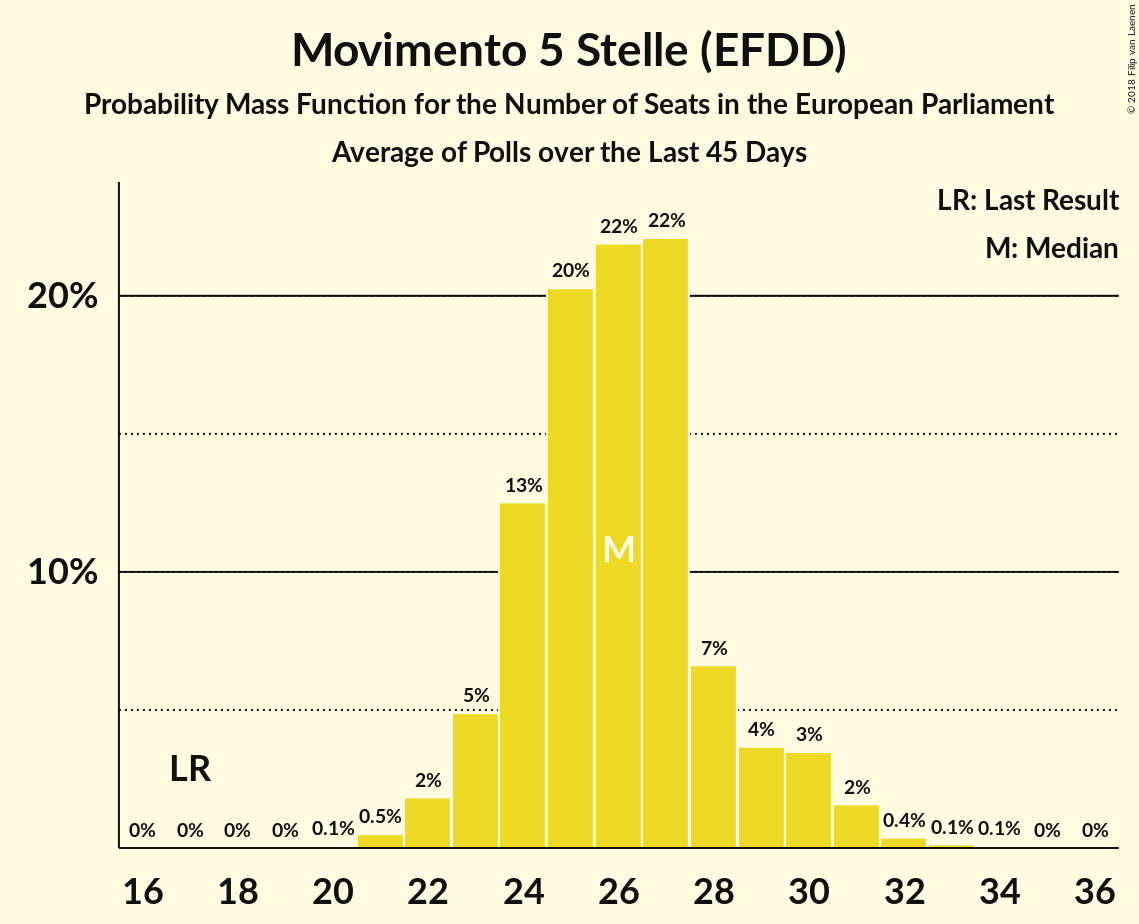 Movimento 5 Stelle (EFDD)
Probability Mass Function for the Number of Seats in the European Parliament
Average of Polls over the Last 45 Days
© 2018 Filip van Laenen
LR: Last Result
M: Median
22% 22%
20%
20%
13%
M
10%
7%
5%
4% 3%
LR
2% 2%
0% 0% 0% 0% 0.1% 0.5% 0.4% 0.1% 0.1% 0% 0%
16 18 20 22 24 26 28 30 32 34 36